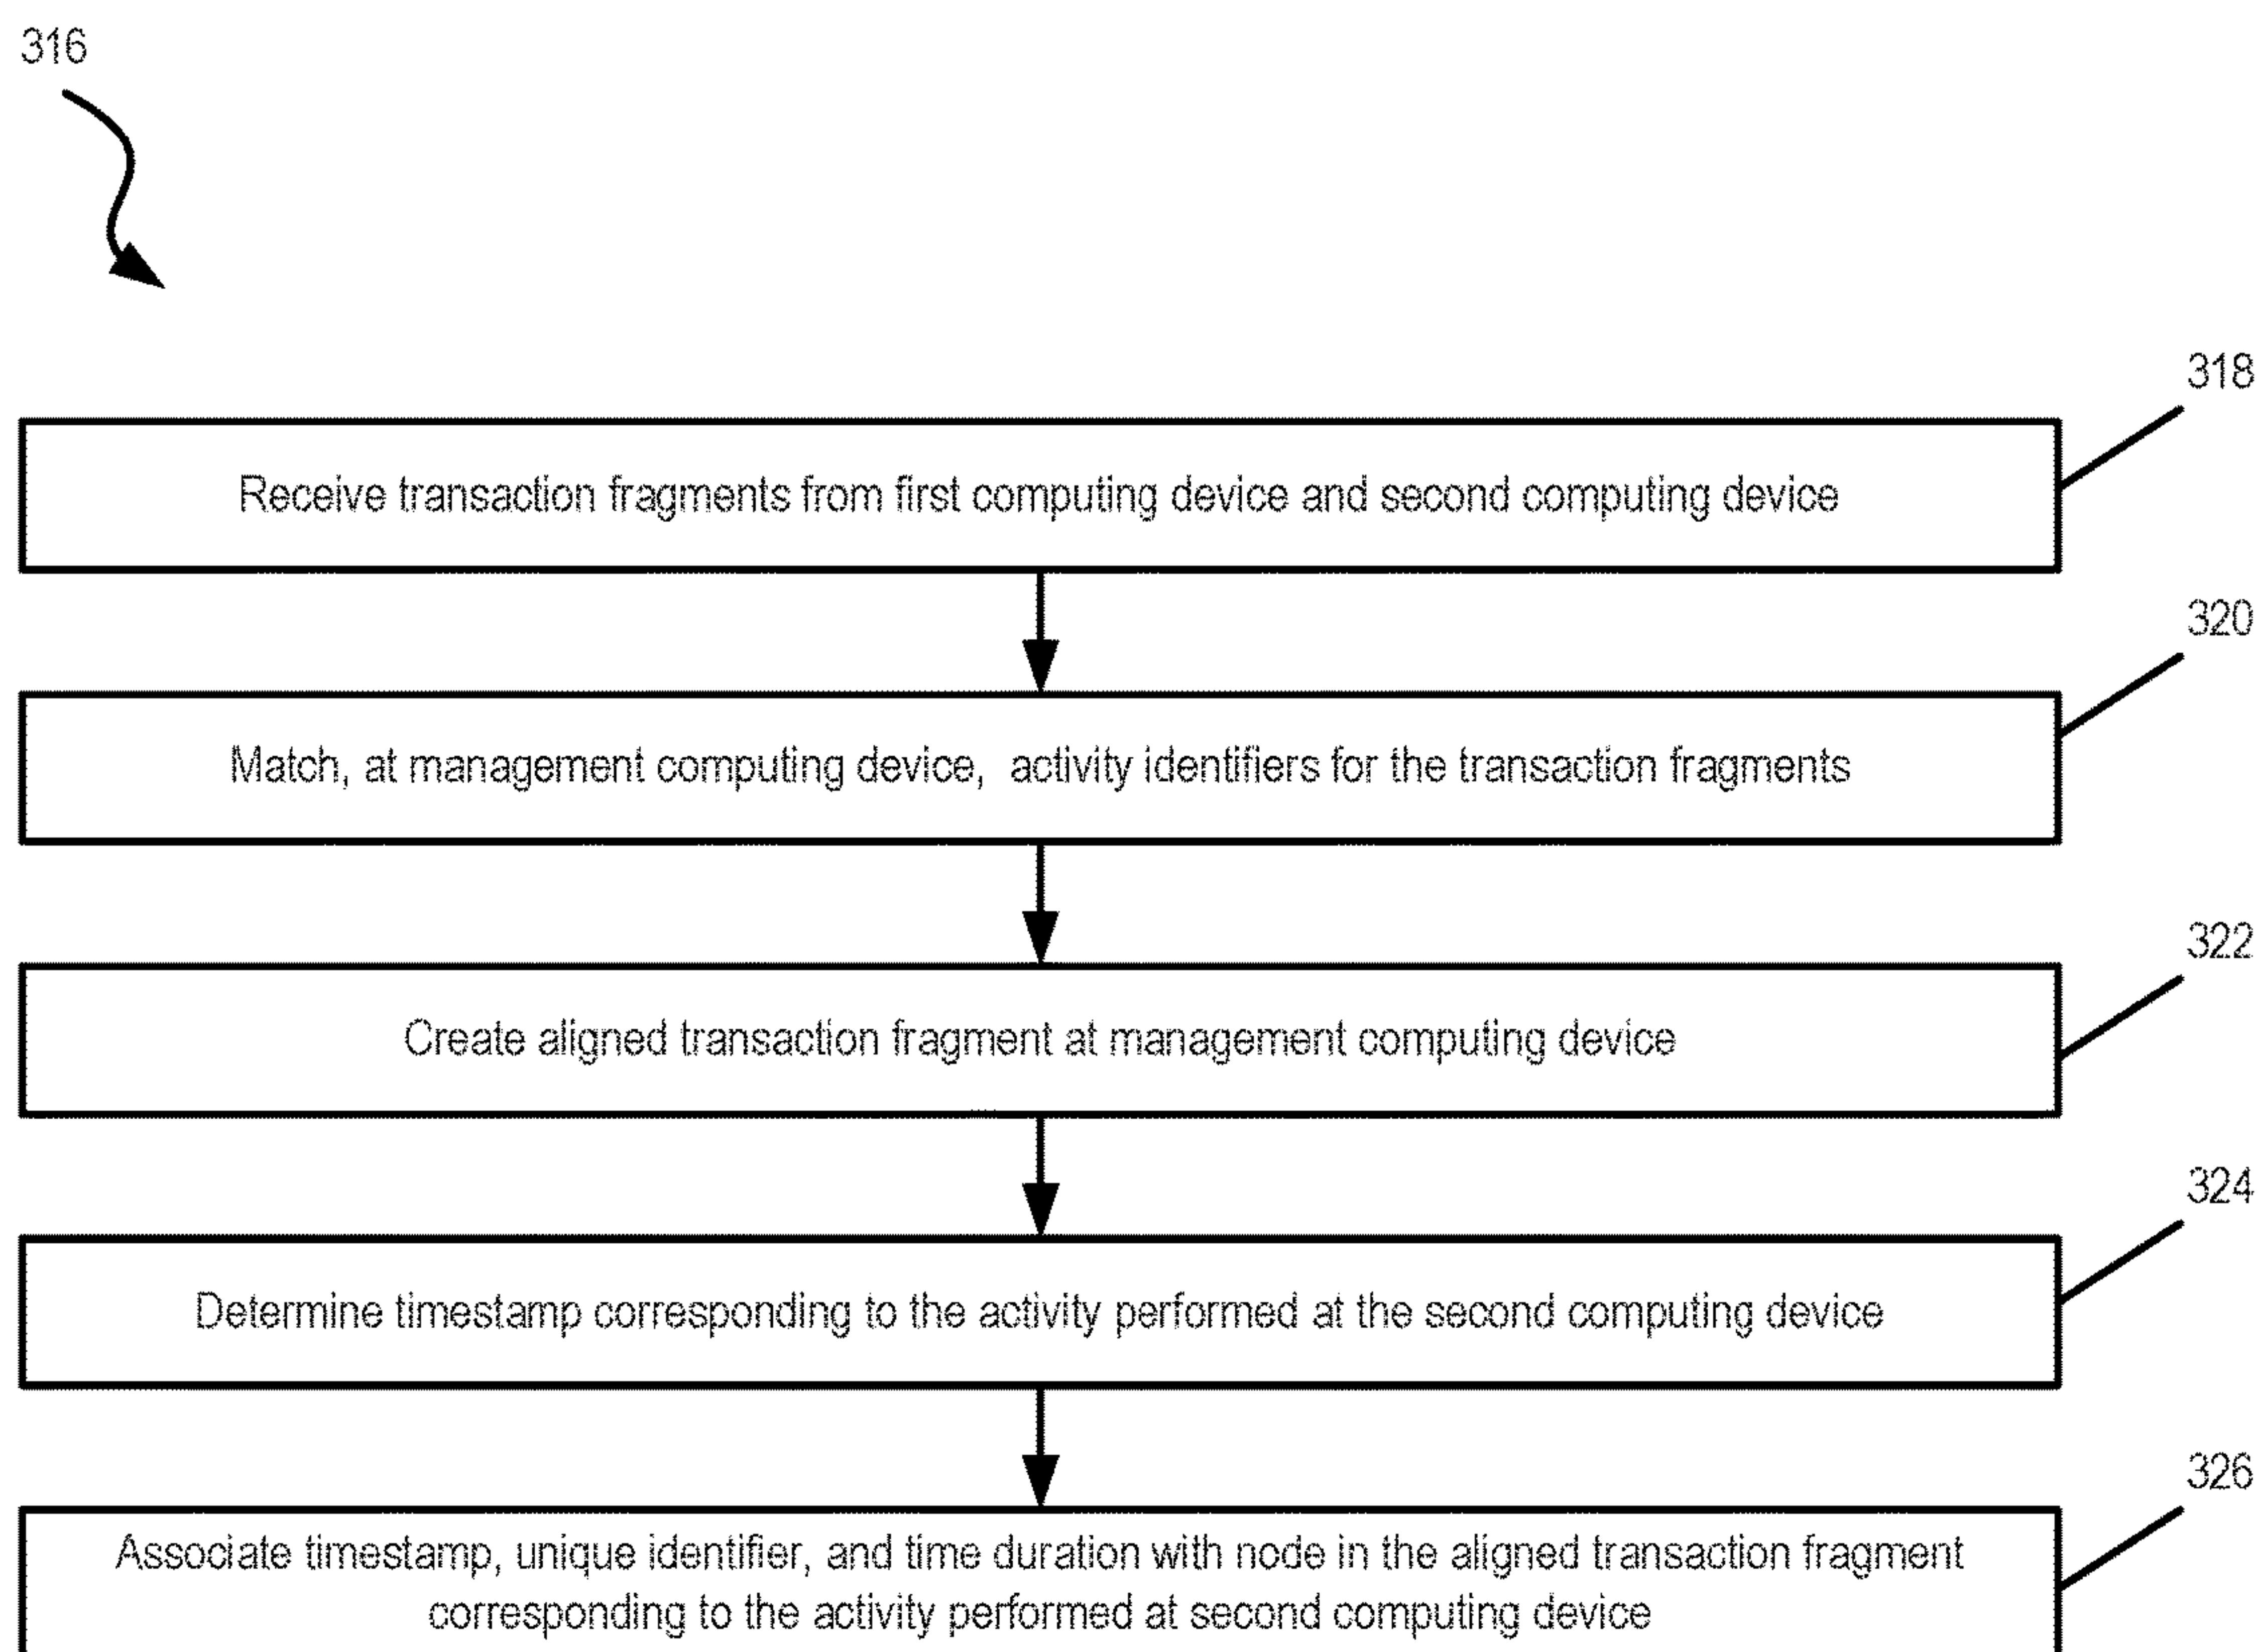 316
318
Receive transaction fragments from first computing device and second computing device
320
Match, at management computing device, activity identifiers for the transaction fragments
322
Create aligned transaction fragment at management computing device
324
Determine timestamp corresponding to the activity performed at the second computing device
326
Associate timestamp, unique identifier, and time duration with node in the aligned transaction fragment
corresponding to the activity performed at second computing device